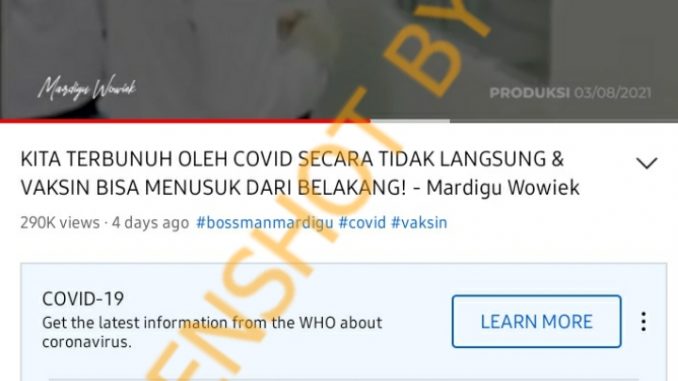 Mardigu Wowiek
PRODUKSI 03/08/2021
KITA TERBUNUH OLEH COVID SECARA TIDAK LANGSUNG &
VAKSIN BISA MENUSUK DARI BELAKANG! - Mardigu Wowiek
290K views · 4 days ago #bossmanmardigu #covid #vaksin
COVID-19
Get the latest information from the WHO about
coronavirus.
LEARN MORE
ENSHOT BY